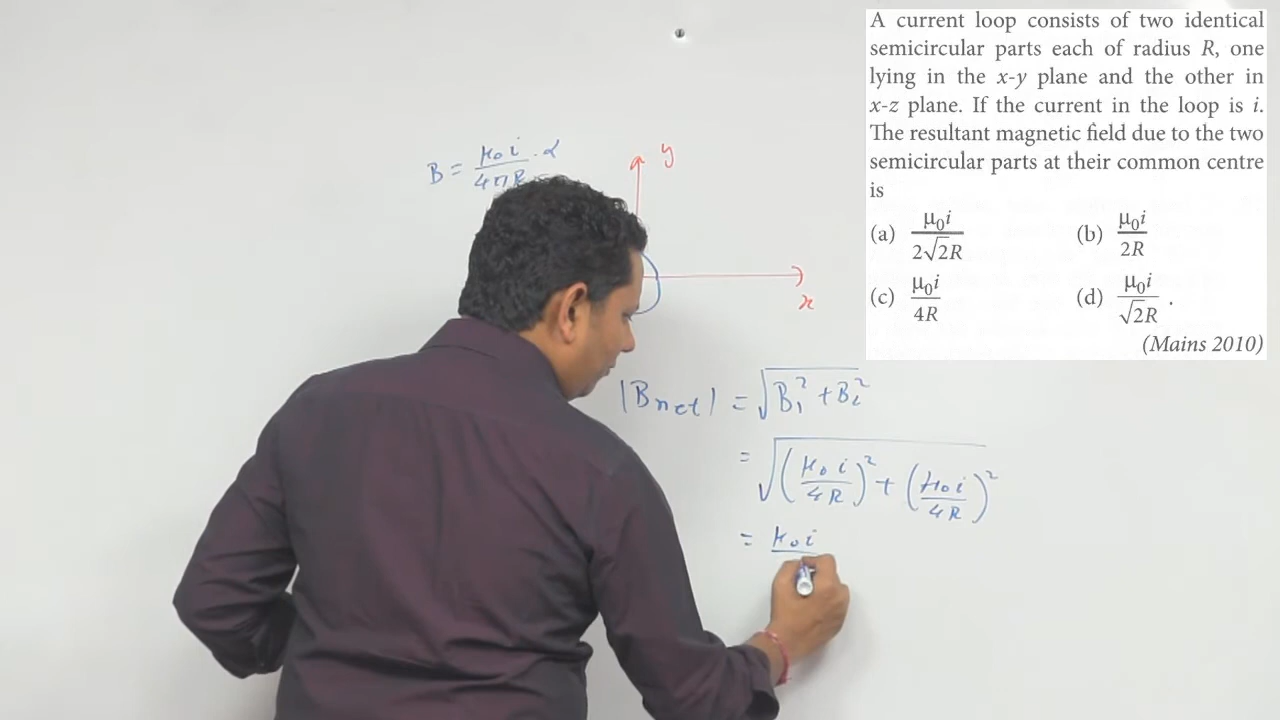 A current loop consists of two identical
semicircular parts each of radius R, one
lying in the x-y plane and the other in
x-z plane. If the current in the loop is i.
The resultant magnetic field due to the two
semicircular parts at their common centre
is
(a) μ₀i / 2√2R (b) μ₀i / 2R
(c) μ₀i / 4R (d) μ₀i / √2R .
(Mains 2010)
B = μ₀i / 4πR · α
y
x
|Bnet| = √(B₁² + B₂²)
= √((μ₀i / 4R)² + (μ₀i / 4R)²)
= μ₀i